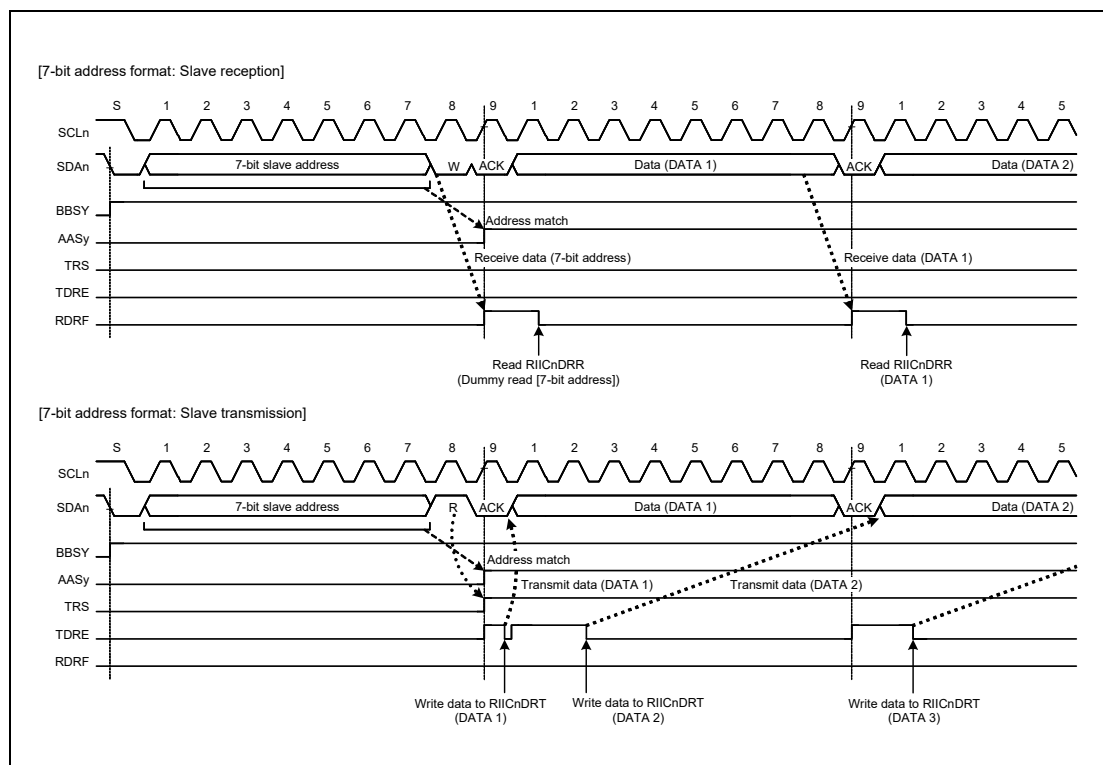 [7-bit address format: Slave reception]
S 1 2 3 4 5 6 7 8 9 1 2 3 4 5 6 7 8 9 1 2 3 4 5
SCLn
SDAn 7-bit slave address W ACK Data (DATA 1) ACK Data (DATA 2)
BBSY
Address match
AASy
Receive data (7-bit address) Receive data (DATA 1)
TRS
TDRE
RDRF
Read RIICnDRR Read RIICnDRR
(Dummy read [7-bit address]) (DATA 1)
[7-bit address format: Slave transmission]
S 1 2 3 4 5 6 7 8 9 1 2 3 4 5 6 7 8 9 1 2 3 4 5
SCLn
SDAn 7-bit slave address R ACK Data (DATA 1) ACK Data (DATA 2)
BBSY
Address match
AASy
Transmit data (DATA 1) Transmit data (DATA 2)
TRS
TDRE
RDRF
Write data to RIICnDRT Write data to RIICnDRT Write data to RIICnDRT
(DATA 1) (DATA 2) (DATA 3)